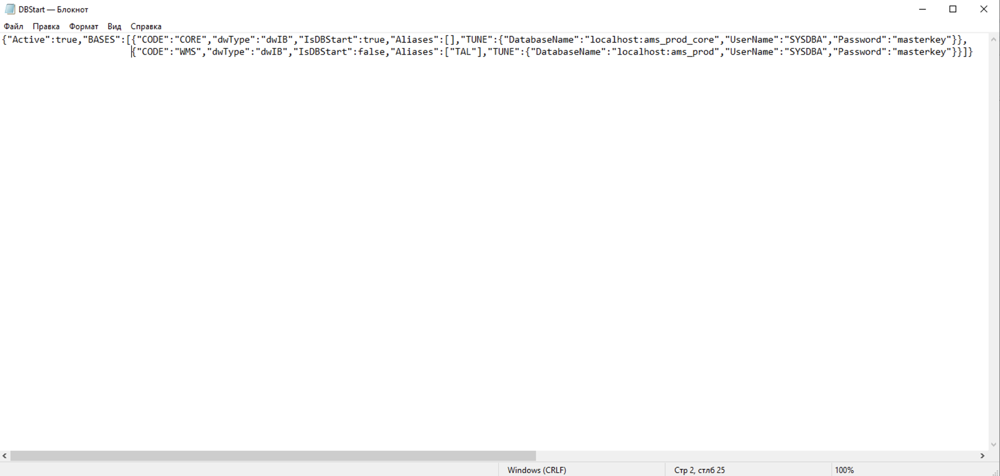 DBStart — Блокнот
Файл Правка Формат Вид Справка
{"Active":true,"BASES":[{"CODE":"CORE","dwType":"dwIB","IsDBStart":true,"Aliases":[],"TUNE":{"DatabaseName":"localhost:ams_prod_core","UserName":"SYSDBA","Password":"masterkey"}},
{"CODE":"WMS","dwType":"dwIB","IsDBStart":false,"Aliases":["TAL"],"TUNE":{"DatabaseName":"localhost:ams_prod","UserName":"SYSDBA","Password":"masterkey"}}]}
Windows (CRLF) Стр 2, стлб 25 100%